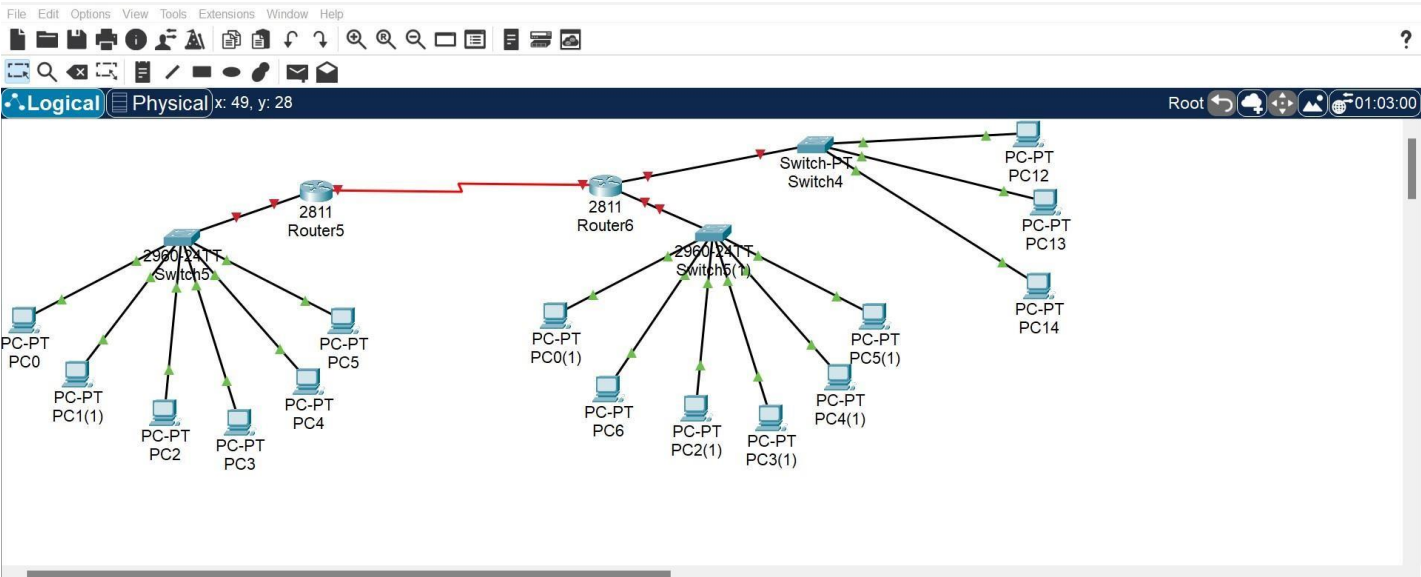 File Edit Options View Tools Extensions Window Help
?
Logical Physical x: 49, y: 28 Root 01:03:00
2811
Router5
2960-24TT
Switch5
PC-PT
PC0
PC-PT
PC1(1)
PC-PT
PC2
PC-PT
PC3
PC-PT
PC4
PC-PT
PC5
2811
Router6
Switch-PT
Switch4
PC-PT
PC12
PC-PT
PC13
PC-PT
PC14
2960-24TT
Switch5(1)
PC-PT
PC0(1)
PC-PT
PC6
PC-PT
PC2(1)
PC-PT
PC3(1)
PC-PT
PC4(1)
PC-PT
PC5(1)